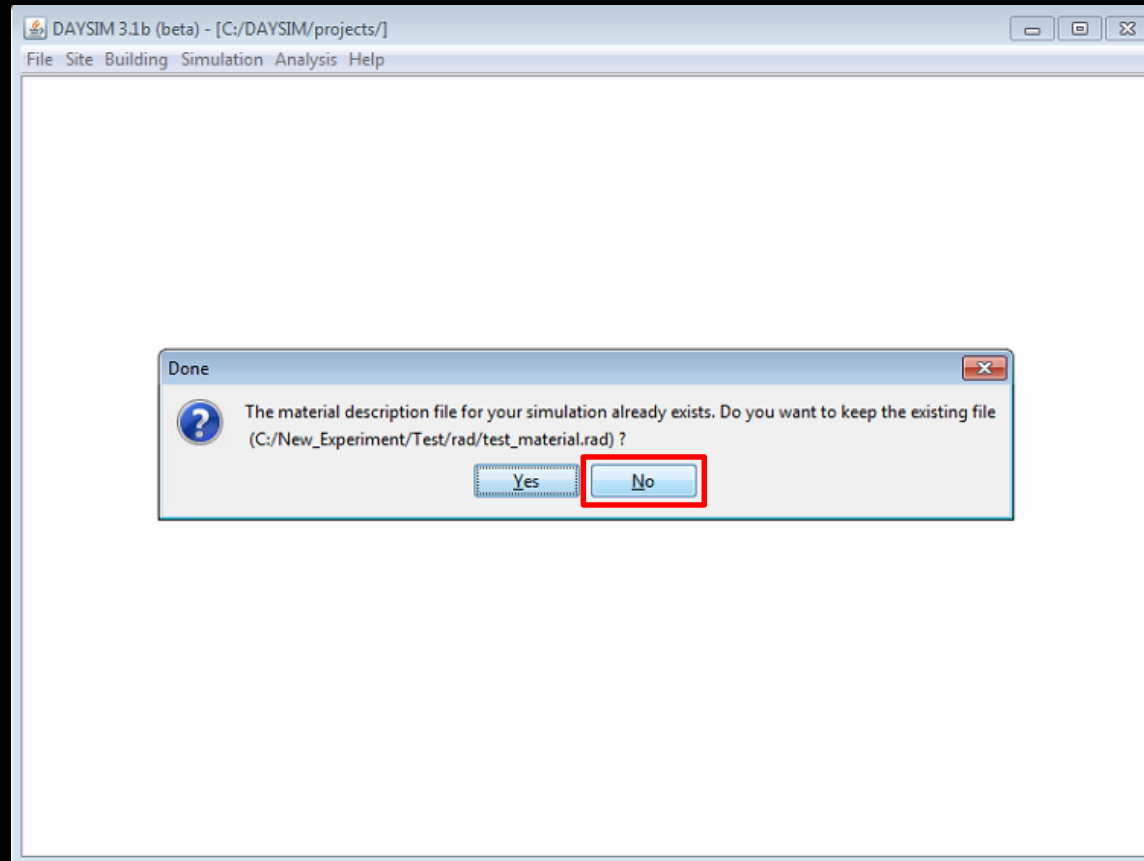 DAYSIM 3.1b (beta) - [C:/DAYSIM/projects/]
File Site Building Simulation Analysis Help
Done
The material description file for your simulation already exists. Do you want to keep the existing file
(C:/New_Experiment/Test/rad/test_material.rad) ?
Yes No